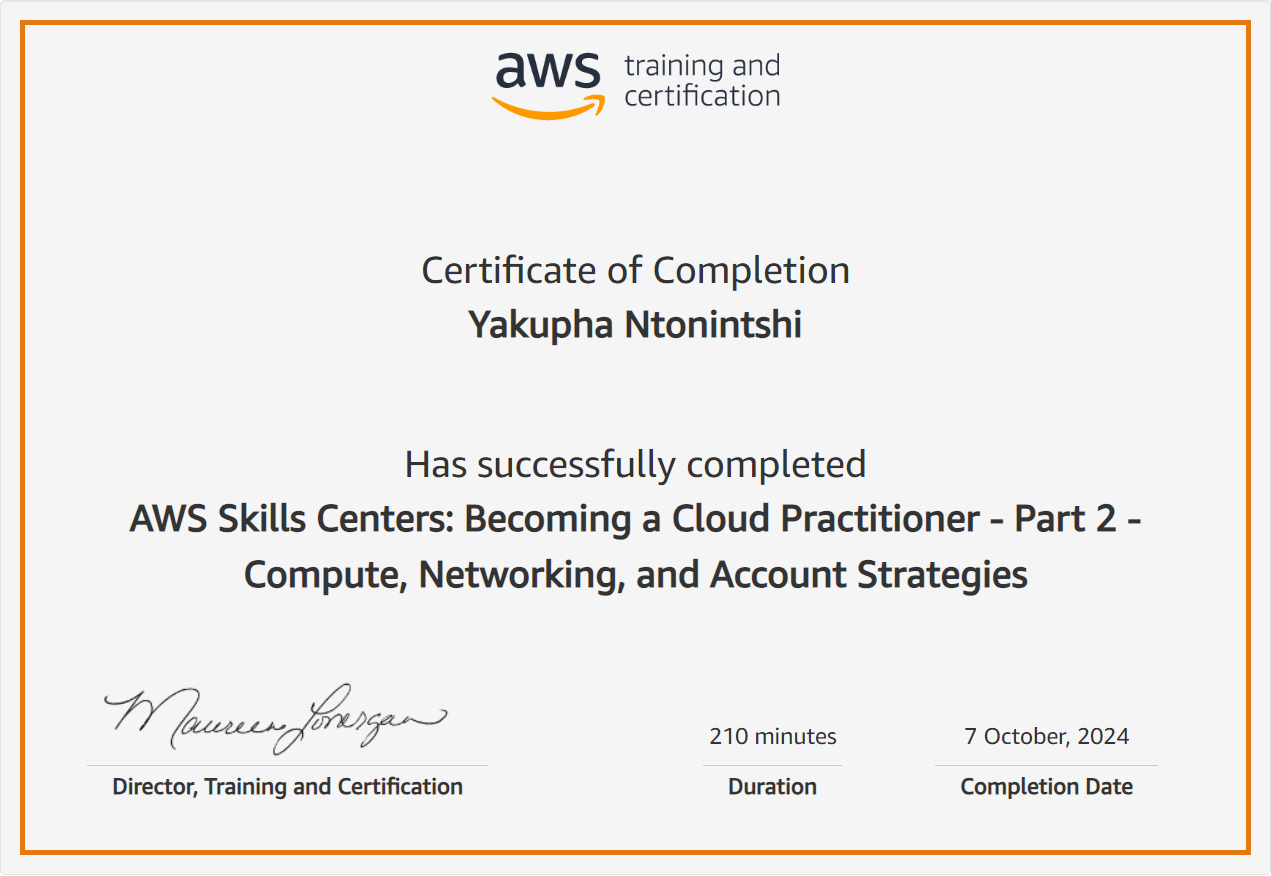 aws training and
certification
Certificate of Completion
Yakupha Ntonintshi
Has successfully completed
AWS Skills Centers: Becoming a Cloud Practitioner - Part 2 -
Compute, Networking, and Account Strategies
Maureen Lonergan
Director, Training and Certification
210 minutes
Duration
7 October, 2024
Completion Date